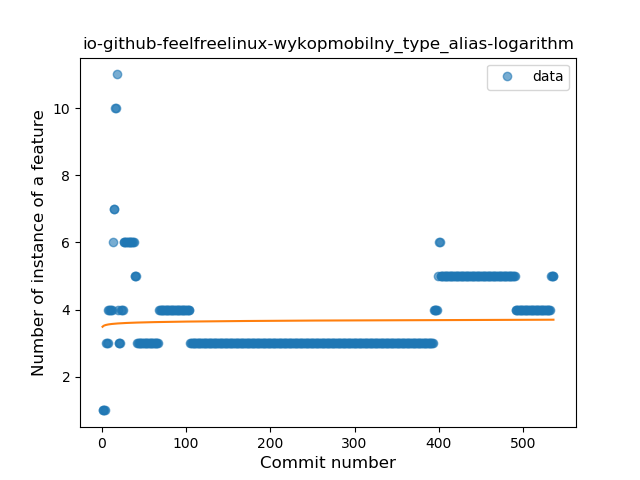 io-github-feelfreelinux-wykopmobilny_type_alias-logarithm
data
Number of instance of a feature
10
8
6
4
2
0 100 200 300 400 500
Commit number